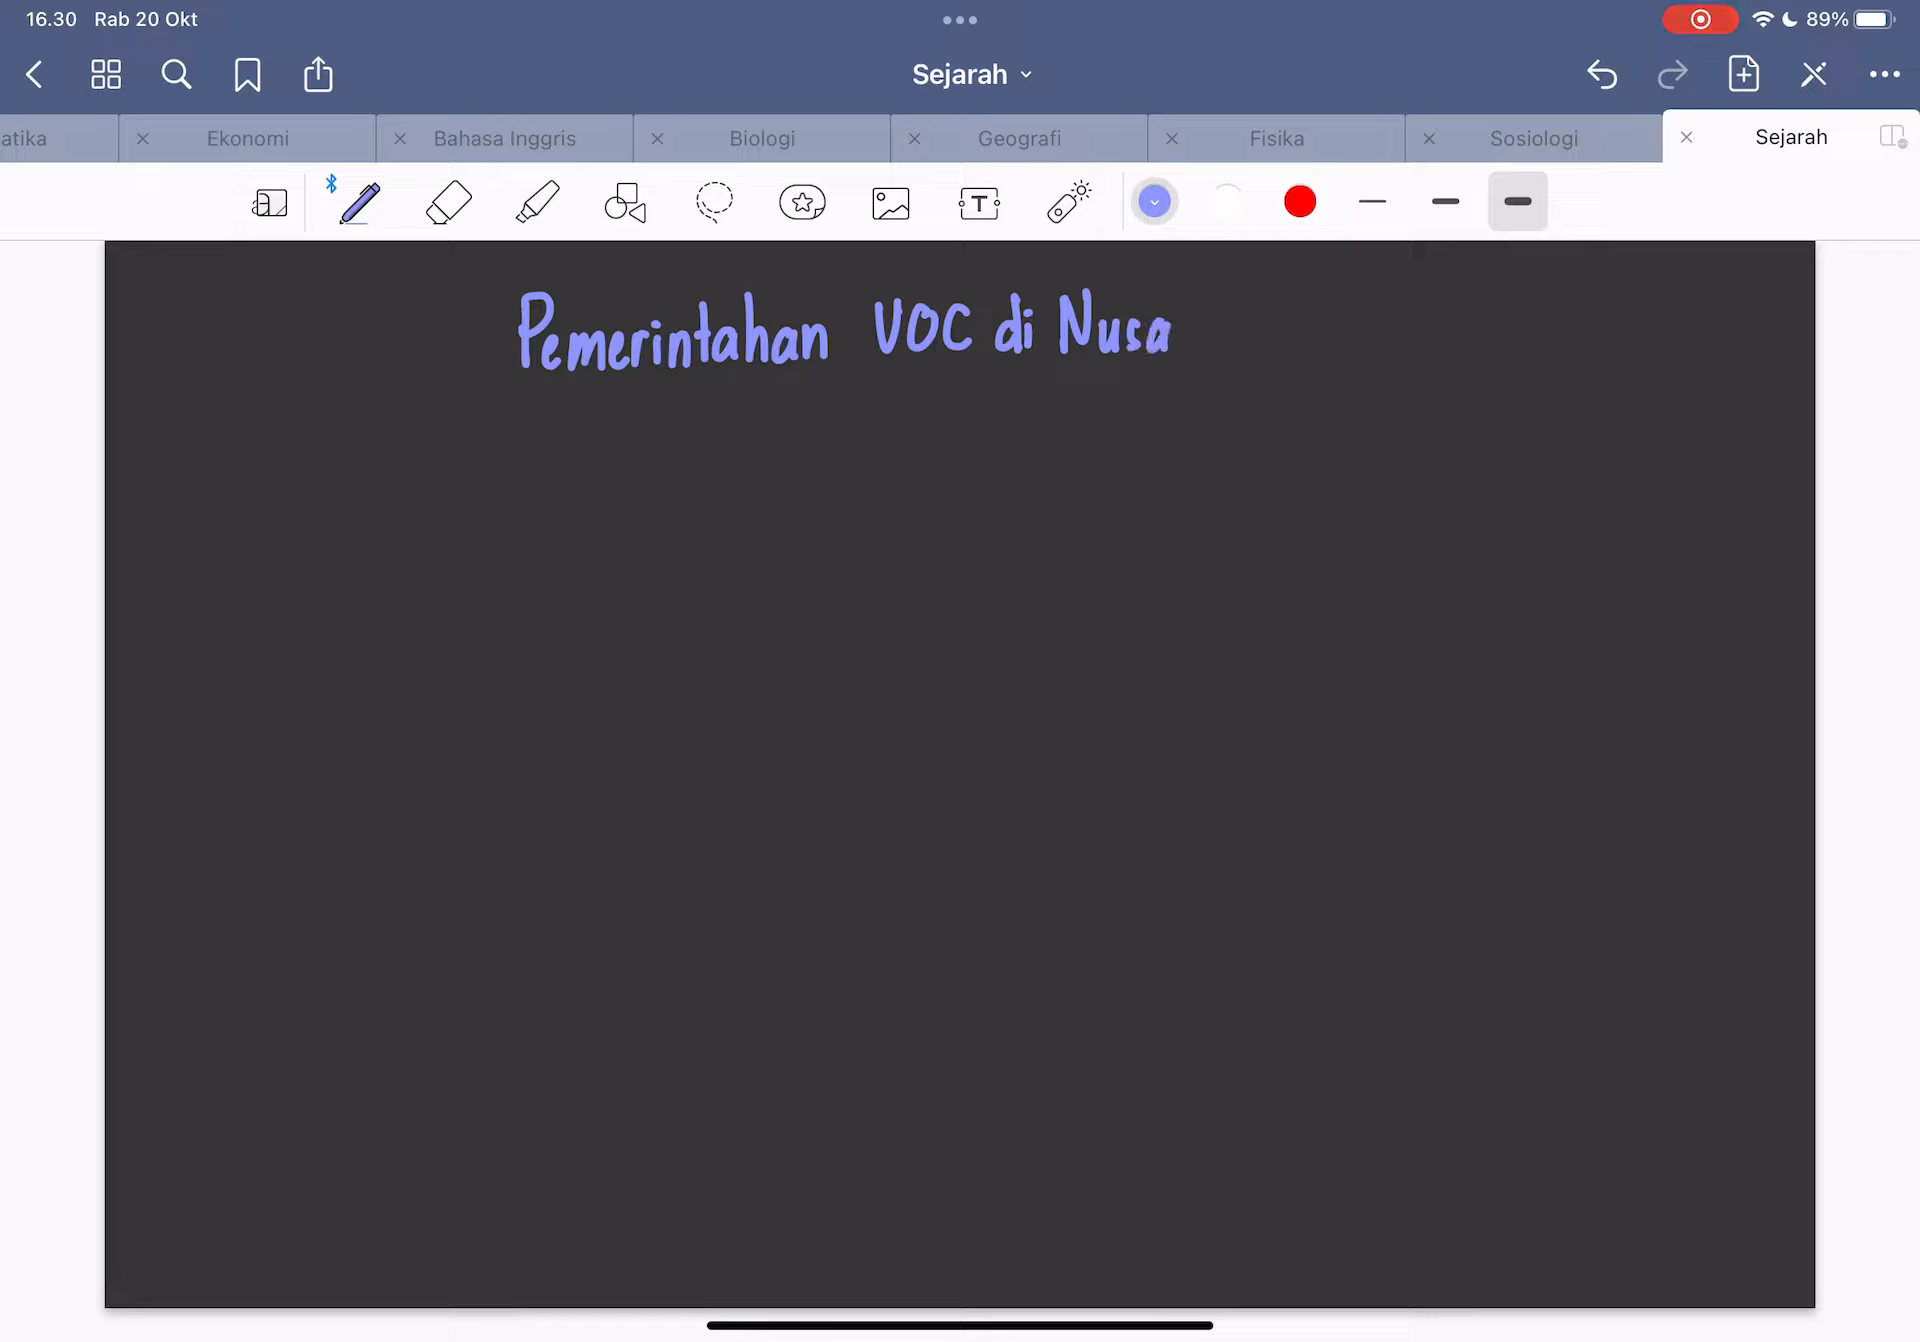 16.30 Rab 20 Okt 89%
Sejarah
atika Ekonomi Bahasa Inggris Biologi Geografi Fisika Sosiologi Sejarah
Pemerintahan VOC di Nusa